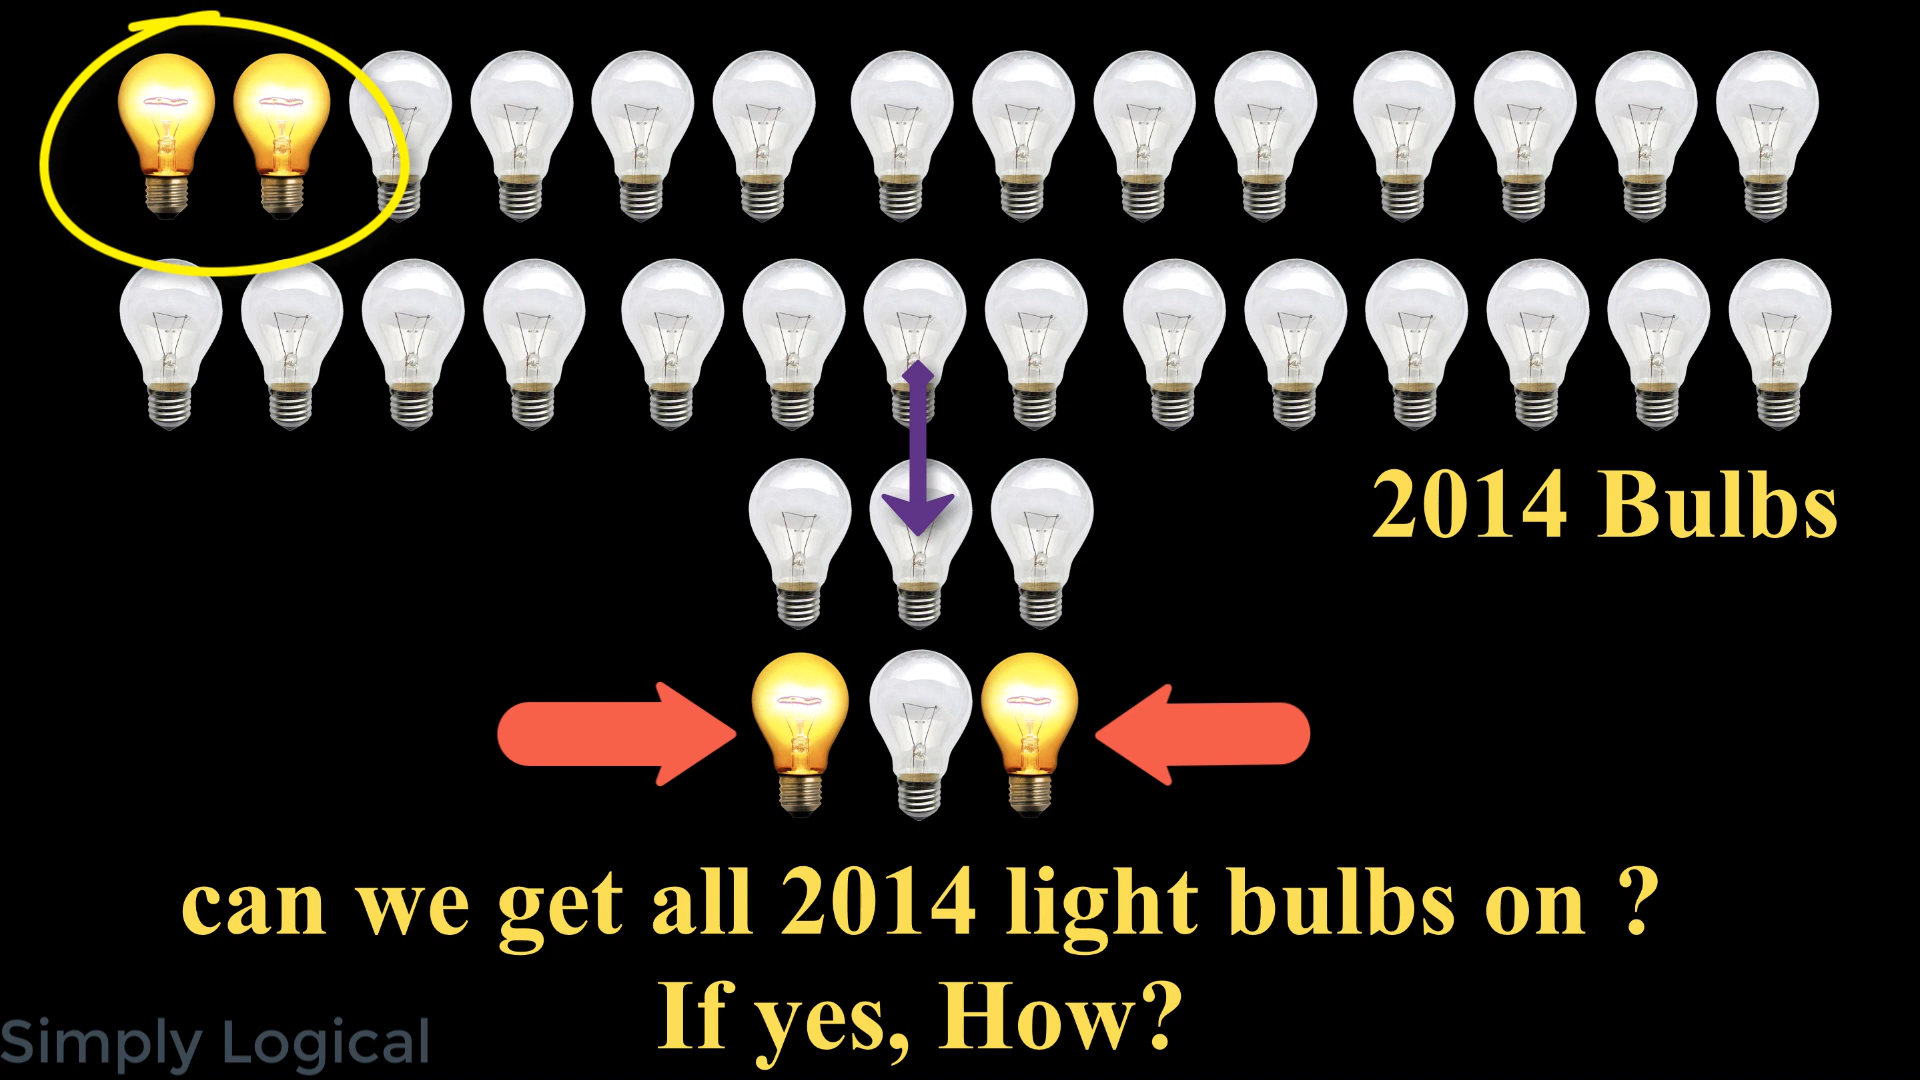 2014 Bulbs
can we get all 2014 light bulbs on ?
If yes, How?
Simply Logical